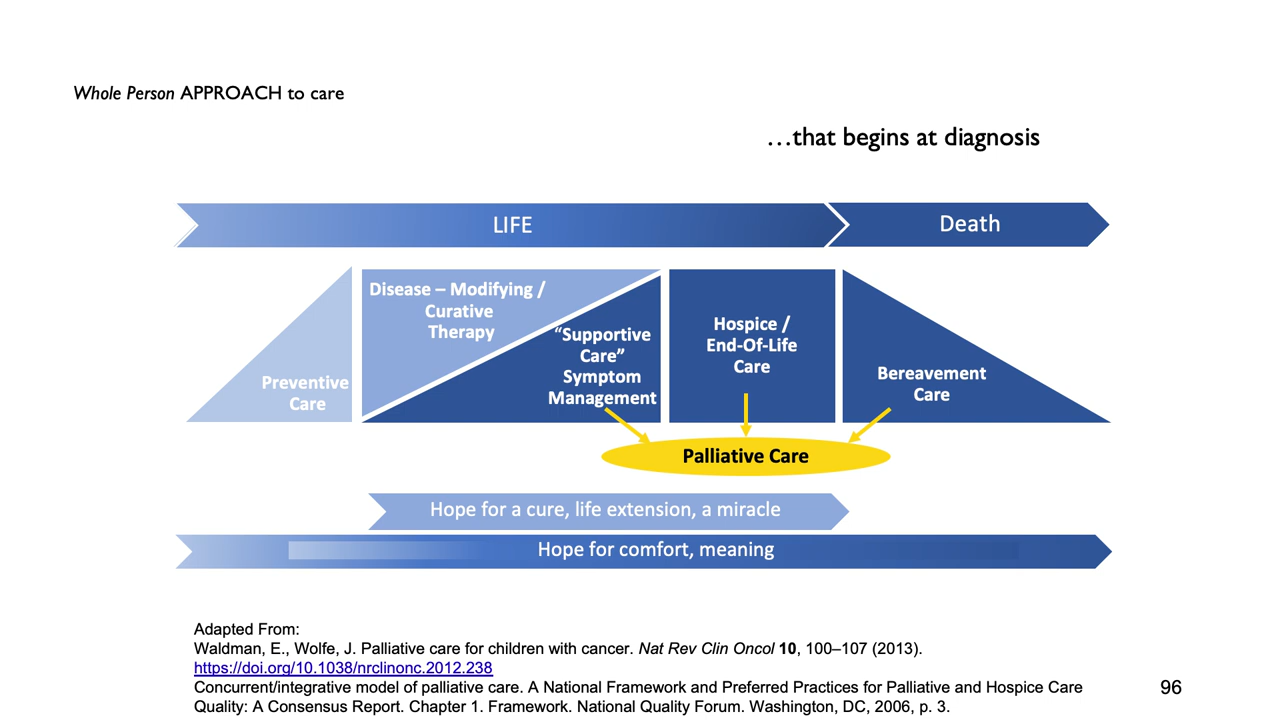 Whole Person APPROACH to care
…that begins at diagnosis
LIFE
Death
Disease – Modifying /
Curative
Therapy
Preventive
Care
“Supportive
Care”
Symptom
Management
Hospice /
End-Of-Life
Care
Bereavement
Care
Palliative Care
Hope for a cure, life extension, a miracle
Hope for comfort, meaning
Adapted From:
Waldman, E., Wolfe, J. Palliative care for children with cancer. Nat Rev Clin Oncol 10, 100–107 (2013).
https://doi.org/10.1038/nrclinonc.2012.238
Concurrent/integrative model of palliative care. A National Framework and Preferred Practices for Palliative and Hospice Care
Quality: A Consensus Report. Chapter 1. Framework. National Quality Forum. Washington, DC, 2006, p. 3.
96